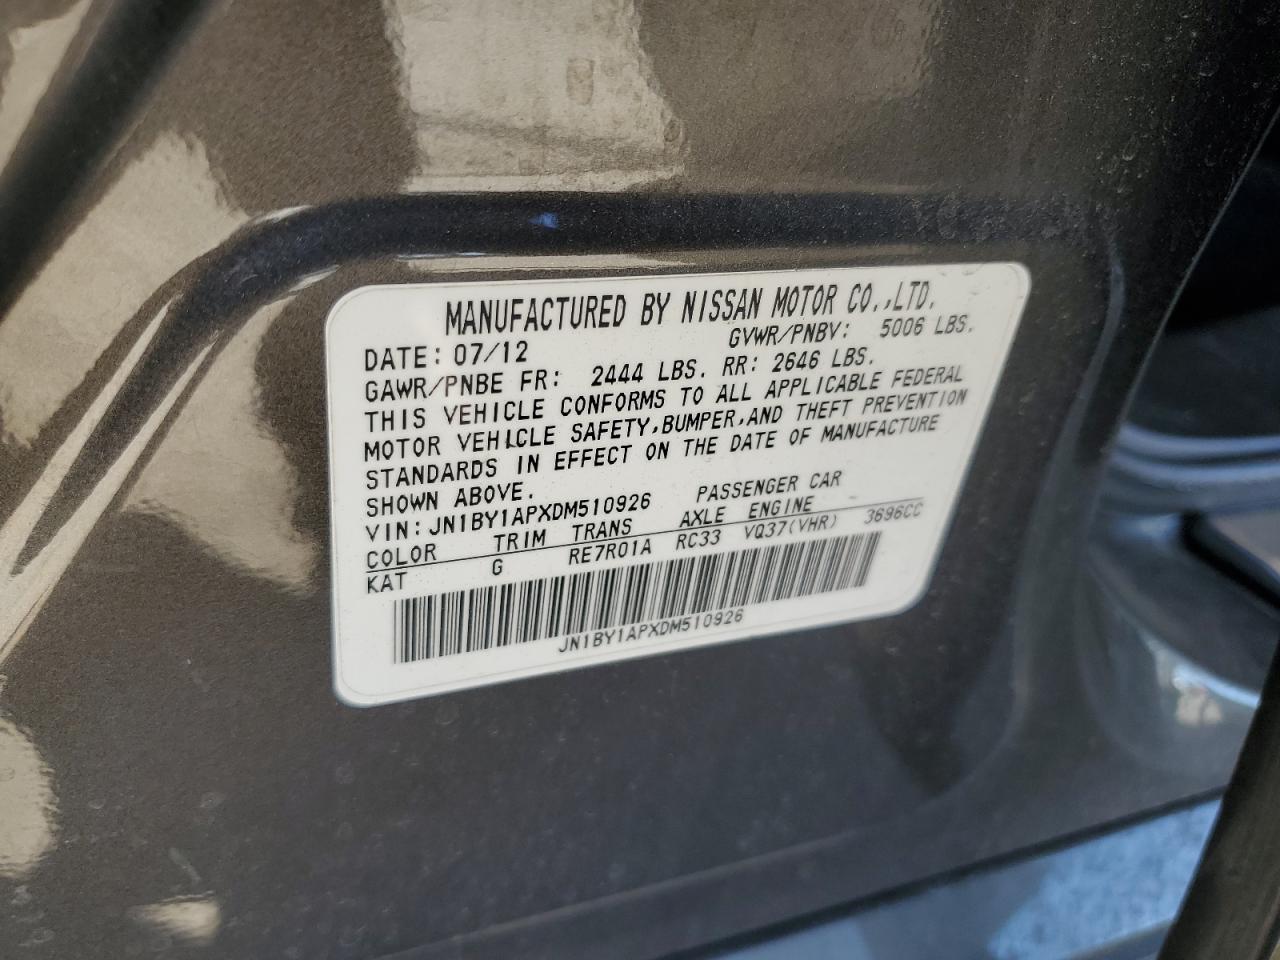 MANUFACTURED BY NISSAN MOTOR CO.,LTD.
DATE: 07/12 GVWR/PNBV: 5006 LBS.
GAWR/PNBE FR: 2444 LBS. RR: 2646 LBS.
THIS VEHICLE CONFORMS TO ALL APPLICABLE FEDERAL
MOTOR VEHICLE SAFETY,BUMPER,AND THEFT PREVENTION
STANDARDS IN EFFECT ON THE DATE OF MANUFACTURE
SHOWN ABOVE.
VIN: JN1BY1APXDM510926 PASSENGER CAR
COLOR TRIM TRANS AXLE ENGINE
KAT G RE7R01A RC33 VQ37(VHR) 3696CC
JN1BY1APXDM510926